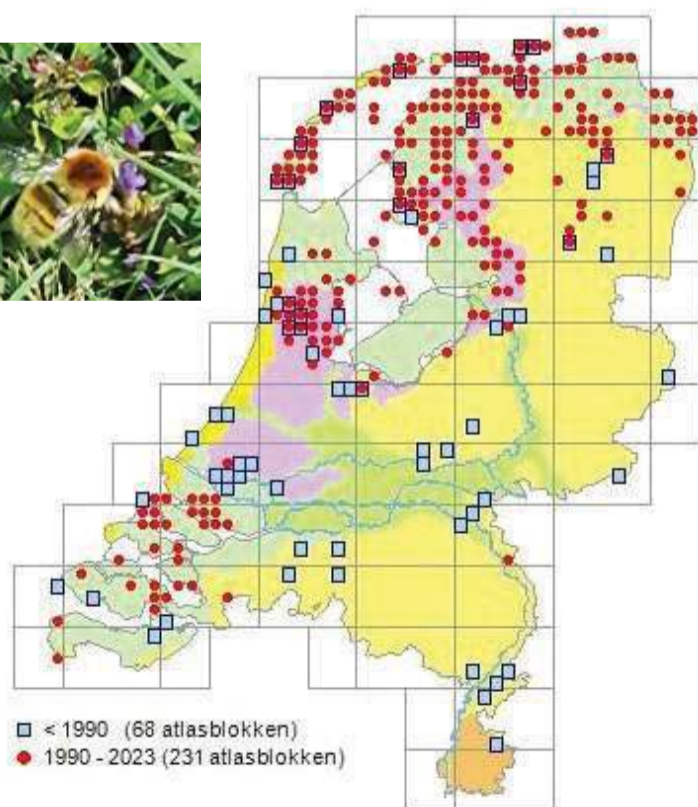 < 1990 (68 atlasblokken)
1990 - 2023 (231 atlasblokken)